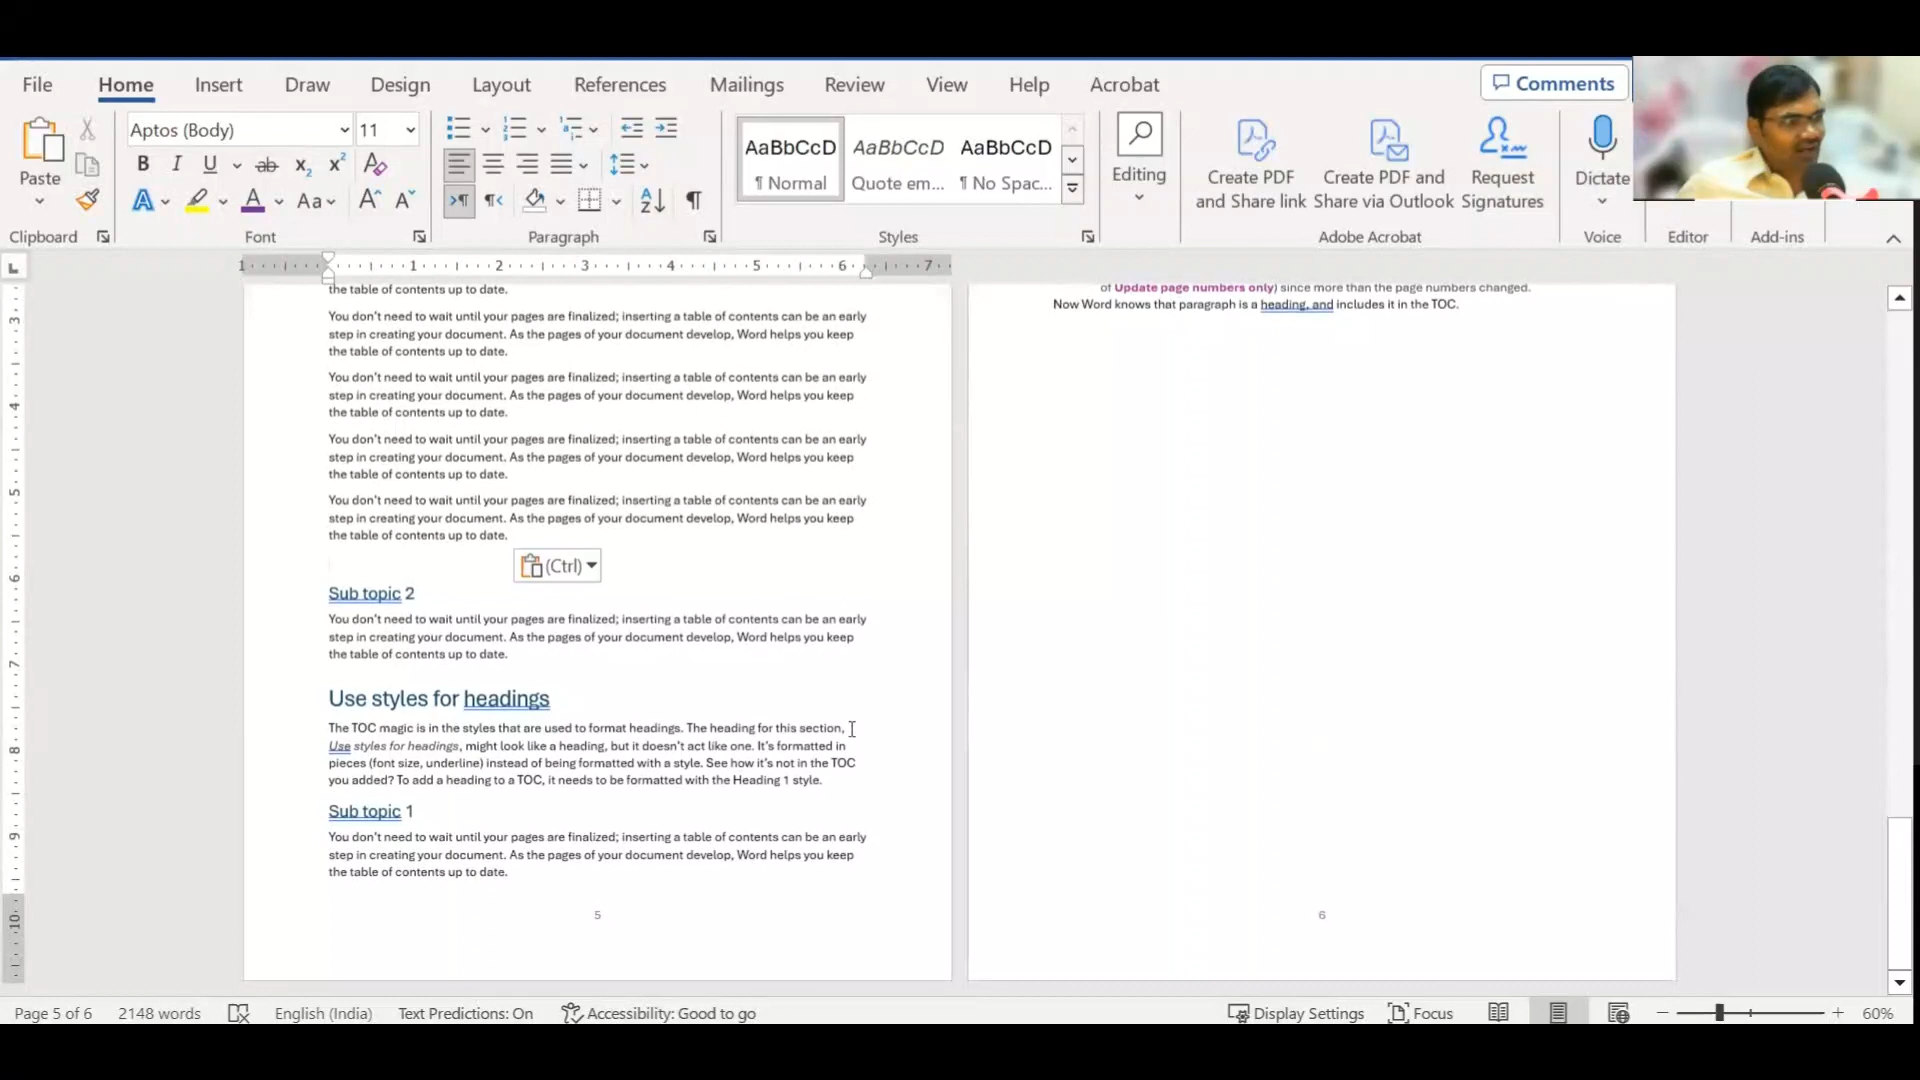 File Home Insert Draw Design Layout References Mailings Review View Help Acrobat Comments
Aptos (Body) 11
AaBbCcD AaBbCcD AaBbCcD
Paste
¶ Normal Quote em... ¶ No Spac...
Editing
Create PDF and Share link
Create PDF and Share via Outlook
Request Signatures
Dictate
Clipboard Font Paragraph Styles Adobe Acrobat Voice Editor Add-ins
1 1 2 3 4 5 6 7
3
4
5
6
7
8
9
10
the table of contents up to date.
You don't need to wait until your pages are finalized; inserting a table of contents can be an early
step in creating your document. As the pages of your document develop, Word helps you keep
the table of contents up to date.
You don't need to wait until your pages are finalized; inserting a table of contents can be an early
step in creating your document. As the pages of your document develop, Word helps you keep
the table of contents up to date.
You don't need to wait until your pages are finalized; inserting a table of contents can be an early
step in creating your document. As the pages of your document develop, Word helps you keep
the table of contents up to date.
You don't need to wait until your pages are finalized; inserting a table of contents can be an early
step in creating your document. As the pages of your document develop, Word helps you keep
the table of contents up to date.
(Ctrl)
Sub topic 2
You don't need to wait until your pages are finalized; inserting a table of contents can be an early
step in creating your document. As the pages of your document develop, Word helps you keep
the table of contents up to date.
Use styles for headings
The TOC magic is in the styles that are used to format headings. The heading for this section,
Use styles for headings, might look like a heading, but it doesn't act like one. It's formatted in
pieces (font size, underline) instead of being formatted with a style. See how it's not in the TOC
you added? To add a heading to a TOC, it needs to be formatted with the Heading 1 style.
Sub topic 1
You don't need to wait until your pages are finalized; inserting a table of contents can be an early
step in creating your document. As the pages of your document develop, Word helps you keep
the table of contents up to date.
5
of Update page numbers only) since more than the page numbers changed.
Now Word knows that paragraph is a heading, and includes it in the TOC.
6
Page 5 of 6 2148 words English (India) Text Predictions: On Accessibility: Good to go Display Settings Focus 60%